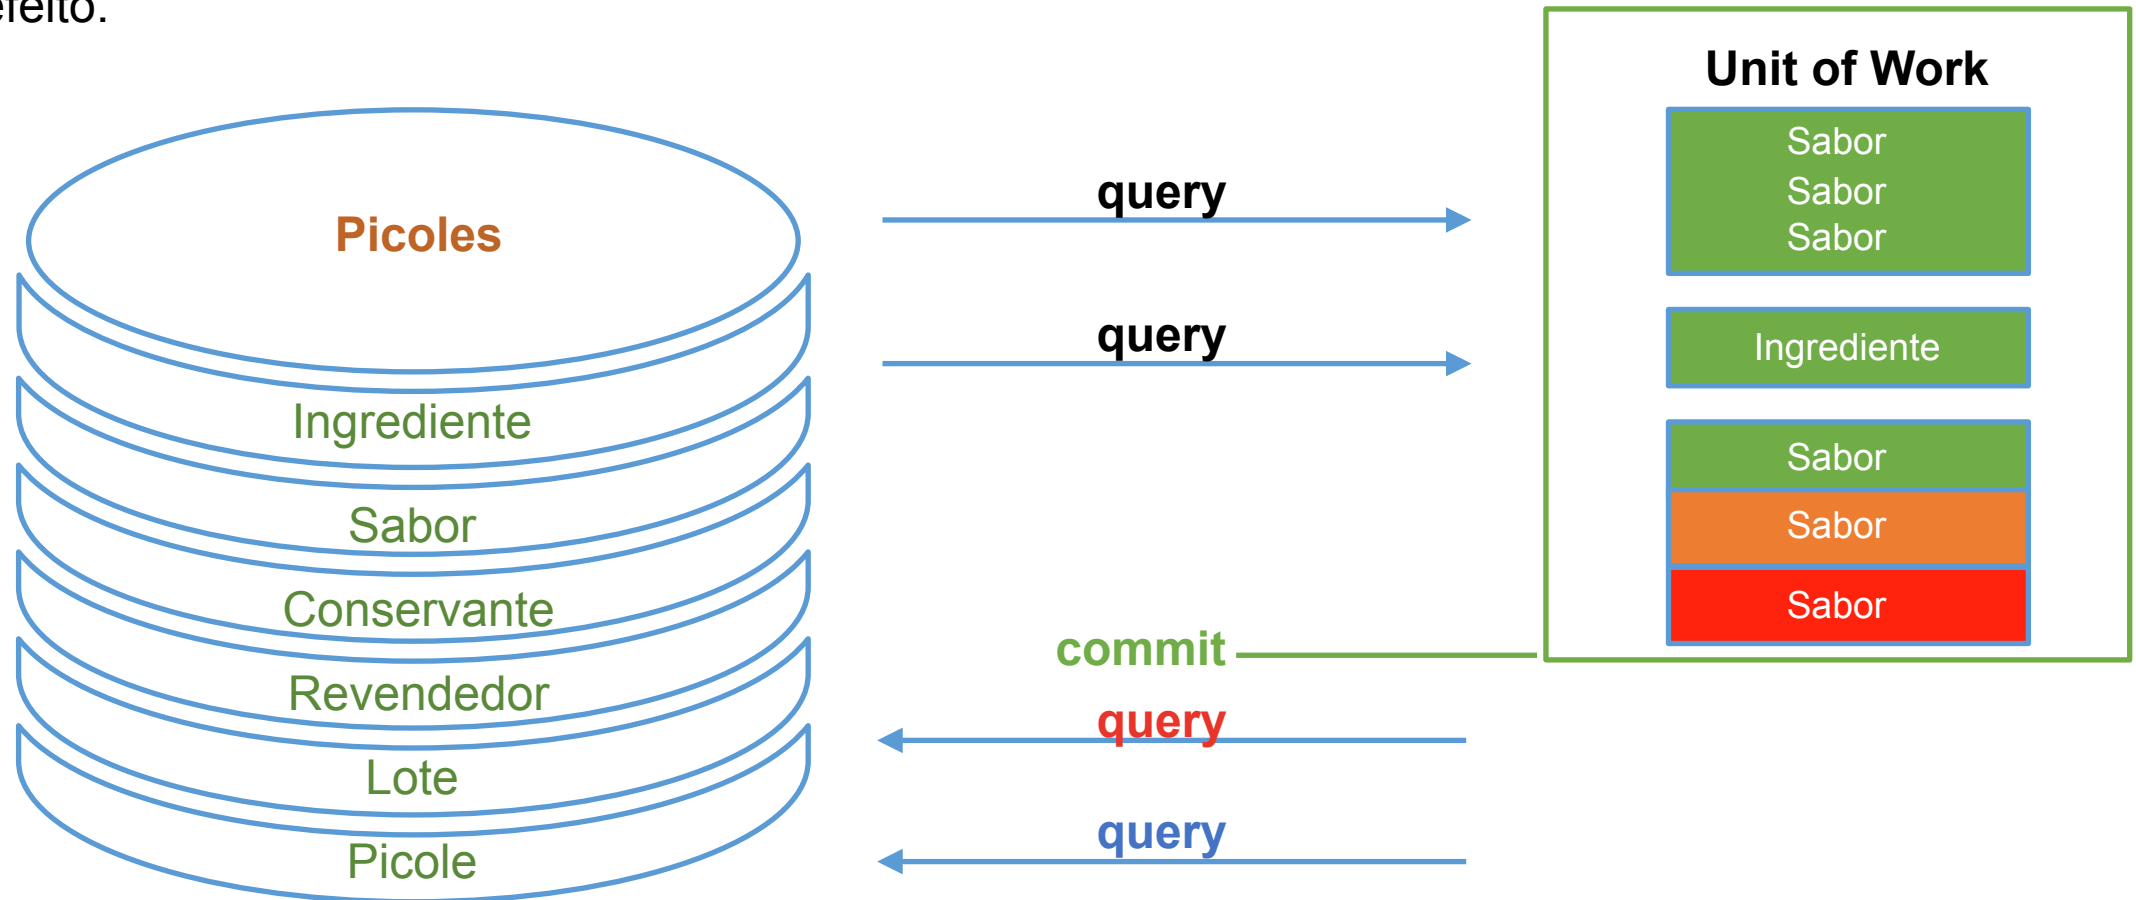 Unit of Work
Picoles
Ingrediente
Sabor
Conservante
Revendedor
Lote
Picole
query
query
commit
query
query
Sabor
Sabor
Sabor
Ingrediente
Sabor
Sabor
Sabor